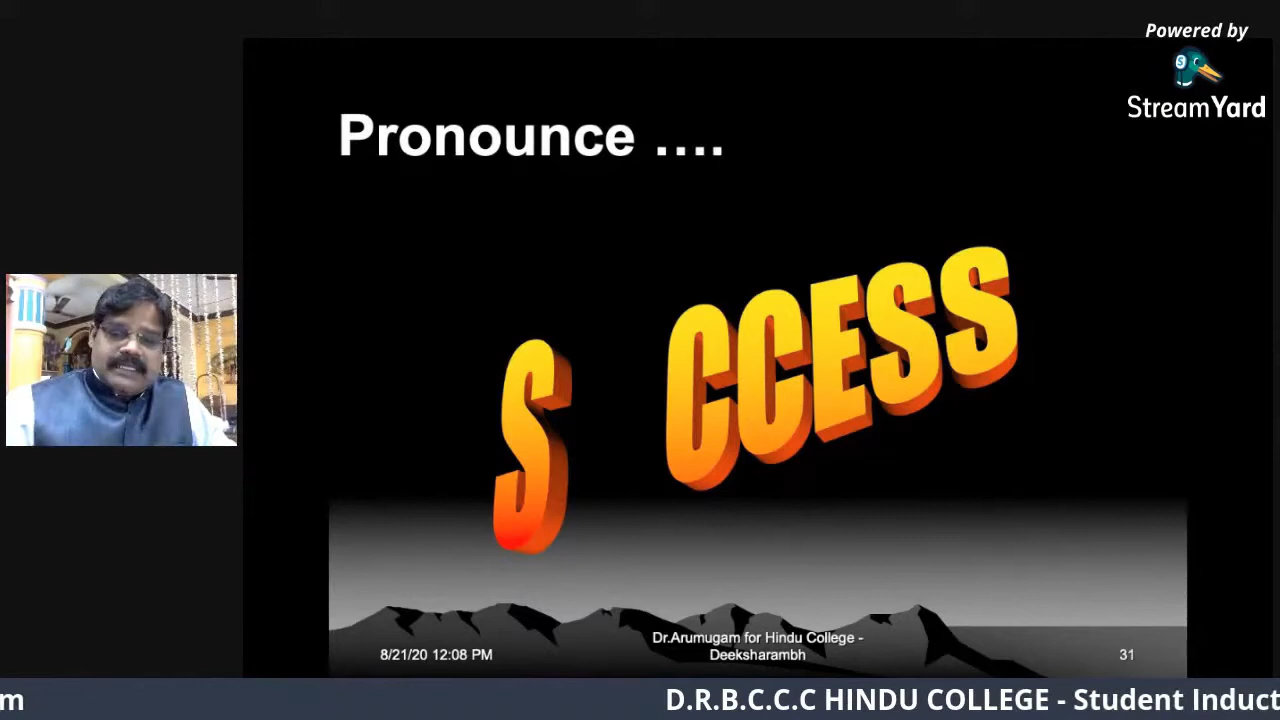 Powered by
StreamYard
Pronounce ....
S CCESS
Dr.Arumugam for Hindu College -
Deeksharambh
8/21/20 12:08 PM
31
m
D.R.B.C.C.C HINDU COLLEGE - Student Induct